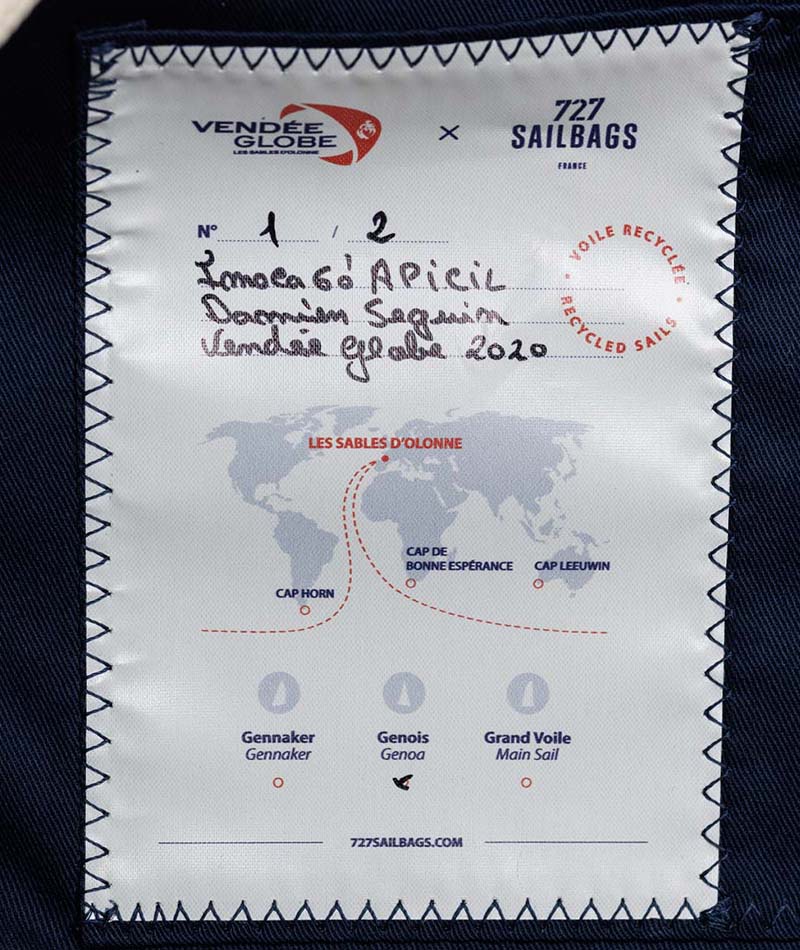 VENDÉE
GLOBE
LES SABLES D'OLONNE
×
727
SAILBAGS
FRANCE
N° 1 / 2
Imoca 60' APICIL
Damien Seguin
Vendée Globe 2020
VOILE RECYCLÉE
RECYCLED SAILS
LES SABLES D'OLONNE
CAP DE
BONNE ESPÉRANCE
CAP LEEUWIN
CAP HORN
Gennaker Genois Grand Voile
Gennaker Genoa Main Sail
727SAILBAGS.COM